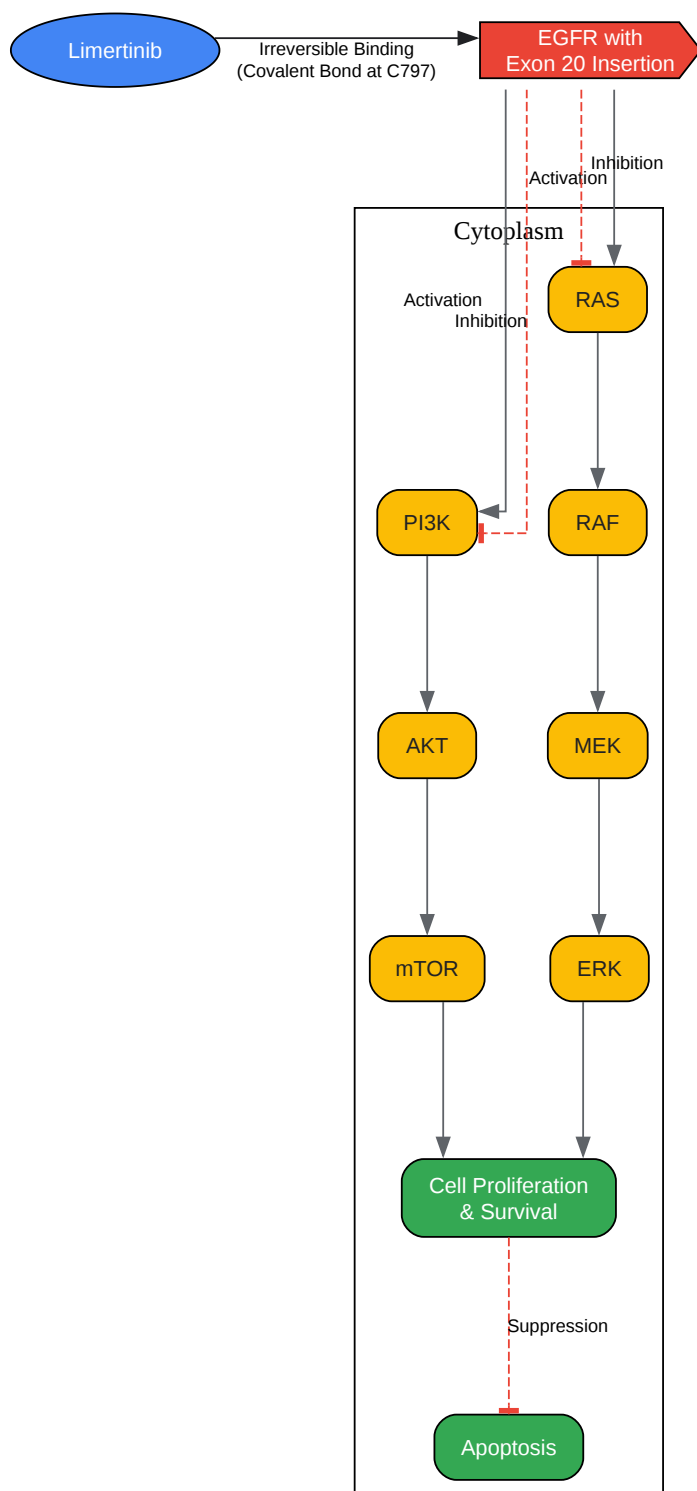 Limertinib
Irreversible Binding
(Covalent Bond at C797)
EGFR with
Exon 20 Insertion
Inhibition
Activation
Cytoplasm
RAS
Activation
Inhibition
PI3K
RAF
AKT
MEK
mTOR
ERK
Cell Proliferation
& Survival
Suppression
Apoptosis